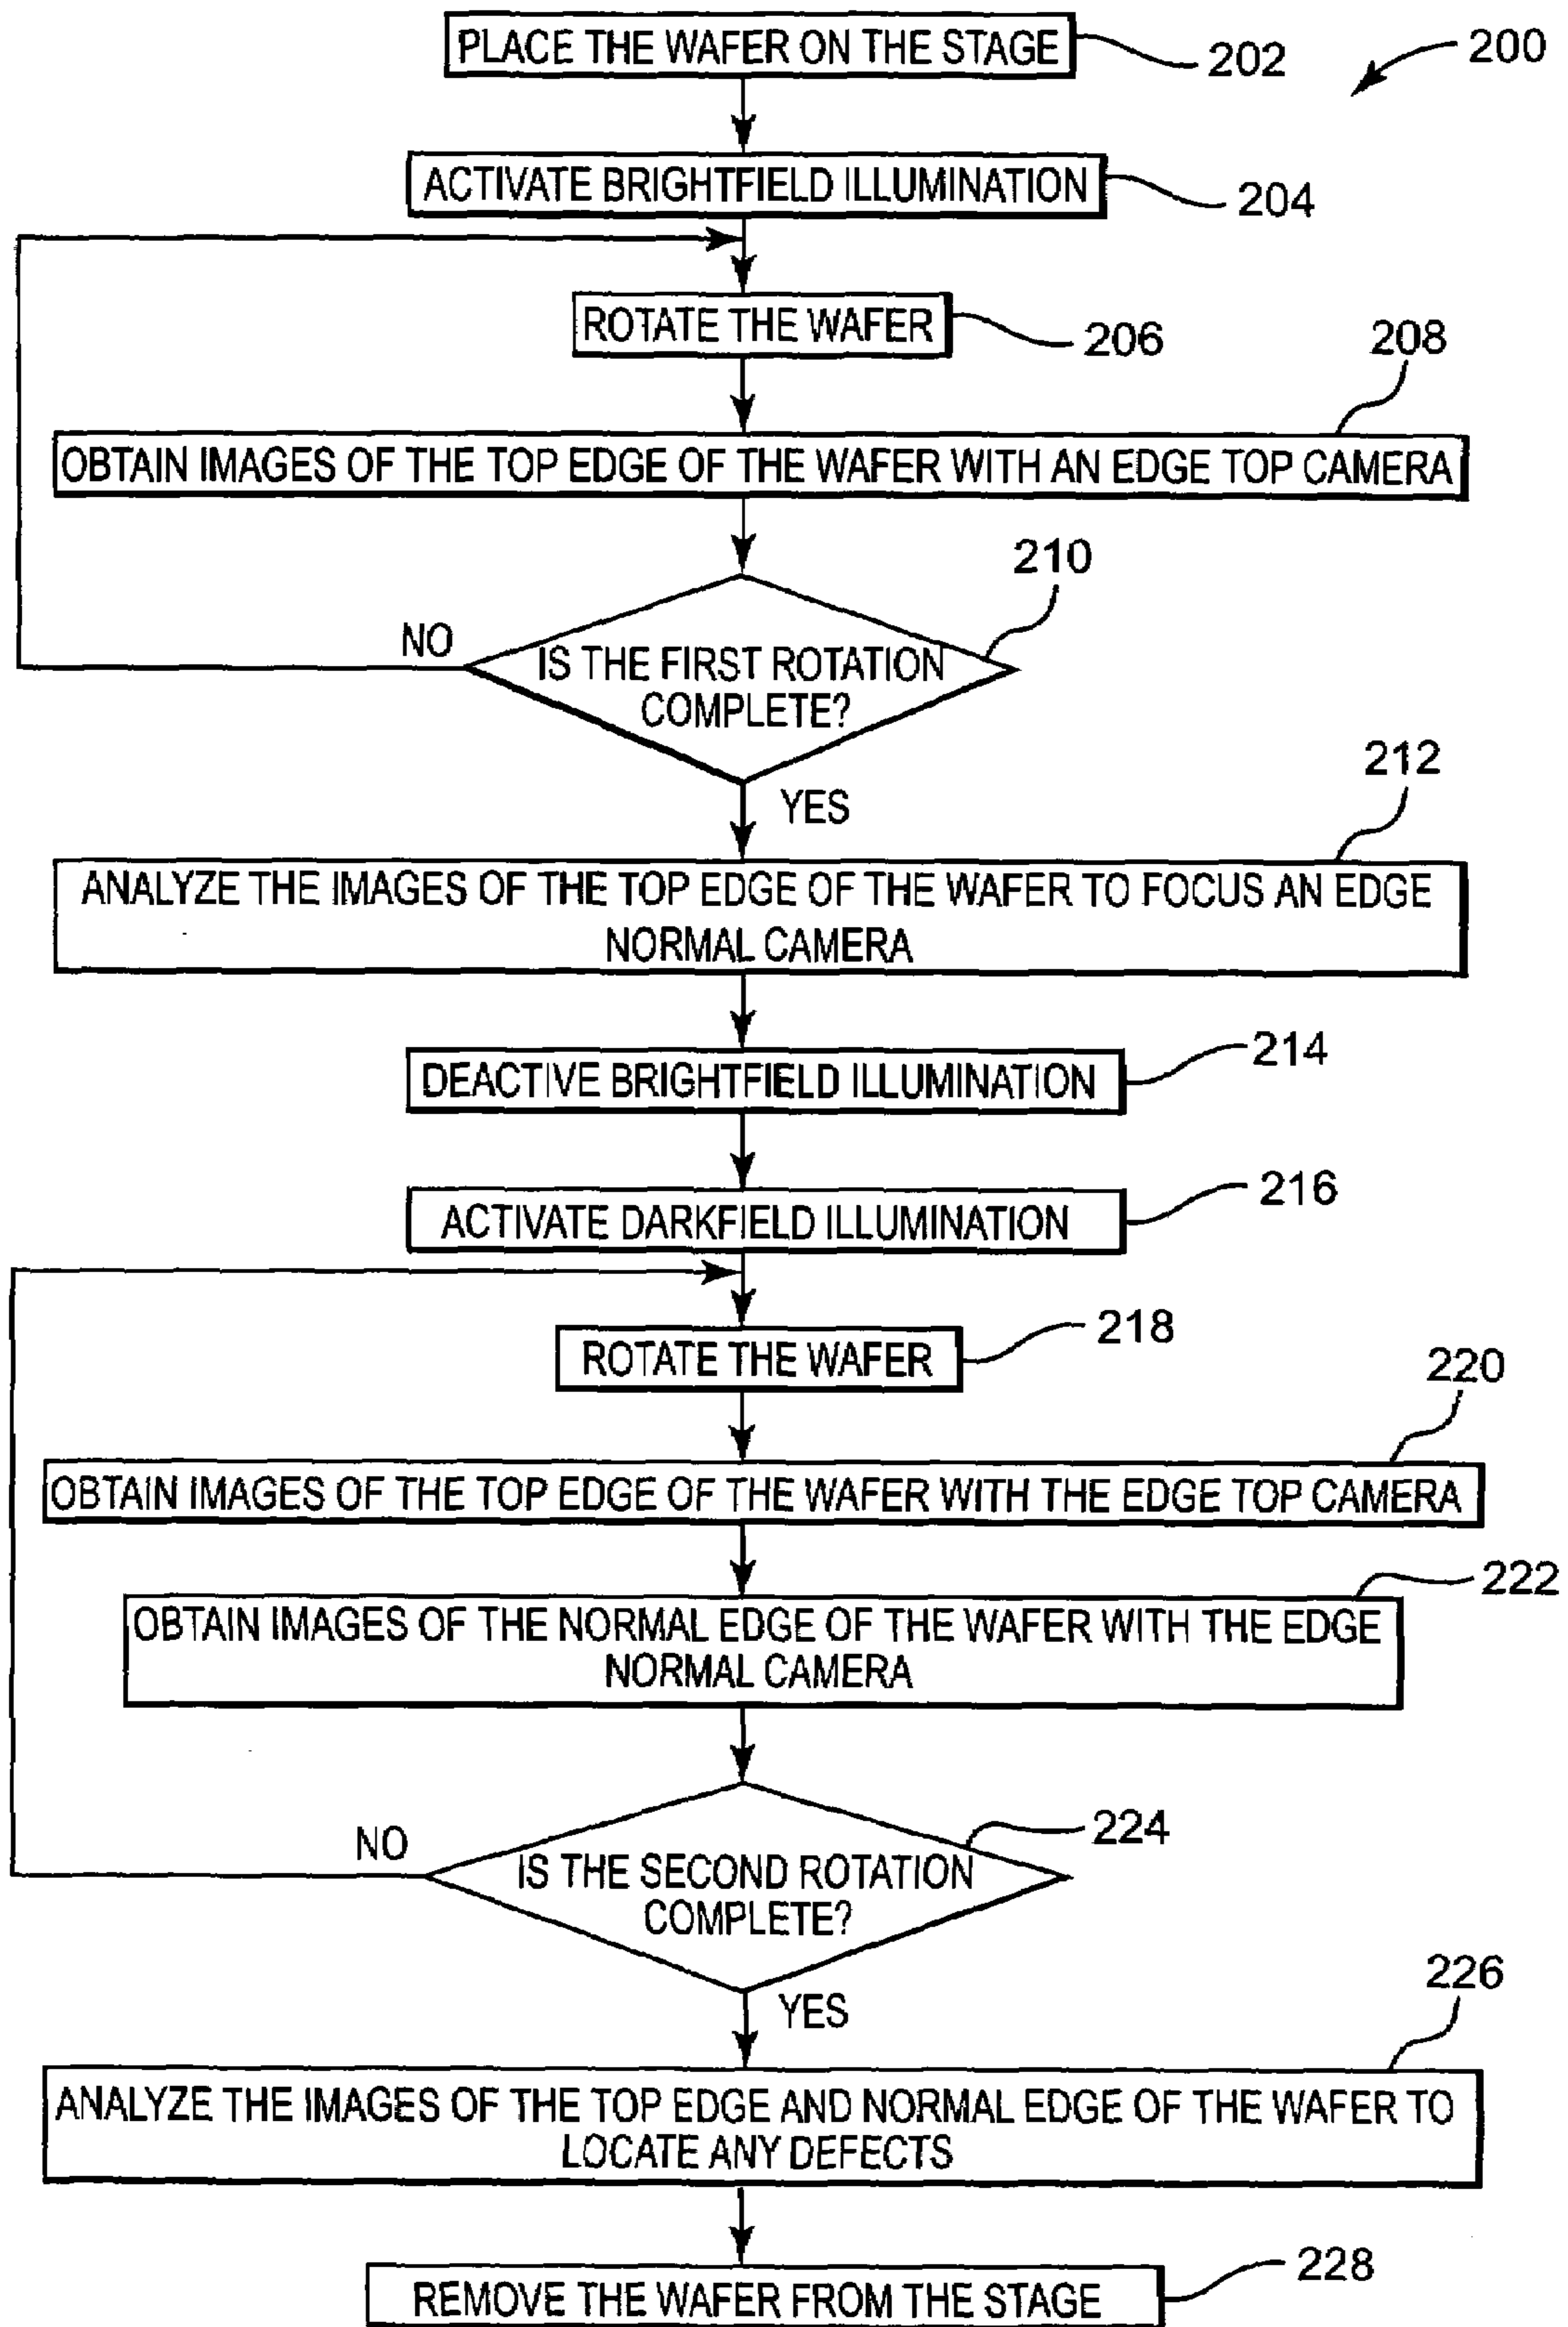 PLACE THE WAFER ON THE STAGE
202
200
ACTIVATE BRIGHTFIELD ILLUMINATION
204
ROTATE THE WAFER
206
208
OBTAIN IMAGES OF THE TOP EDGE OF THE WAFER WITH AN EDGE TOP CAMERA
210
NO
IS THE FIRST ROTATION
COMPLETE?
212
YES
ANALYZE THE IMAGES OF THE TOP EDGE OF THE WAFER TO FOCUS AN EDGE
NORMAL CAMERA
214
DEACTIVE BRIGHTFIELD ILLUMINATION
216
ACTIVATE DARKFIELD ILLUMINATION
218
ROTATE THE WAFER
220
OBTAIN IMAGES OF THE TOP EDGE OF THE WAFER WITH THE EDGE TOP CAMERA
222
OBTAIN IMAGES OF THE NORMAL EDGE OF THE WAFER WITH THE EDGE
NORMAL CAMERA
224
NO
IS THE SECOND ROTATION
COMPLETE?
226
YES
ANALYZE THE IMAGES OF THE TOP EDGE AND NORMAL EDGE OF THE WAFER TO
LOCATE ANY DEFECTS
228
REMOVE THE WAFER FROM THE STAGE